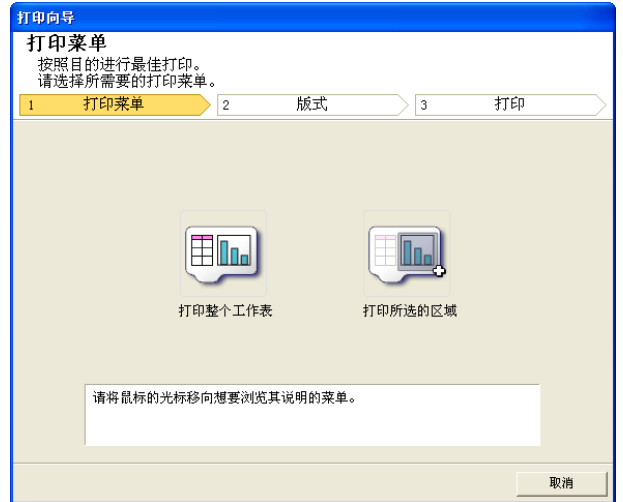 打印向导
打印菜单
按照目的进行最佳打印。
请选择所需要的打印菜单。
1 打印菜单 2 版式 3 打印
打印整个工作表 打印所选的区域
请将鼠标的光标移向想要浏览其说明的菜单。
取消